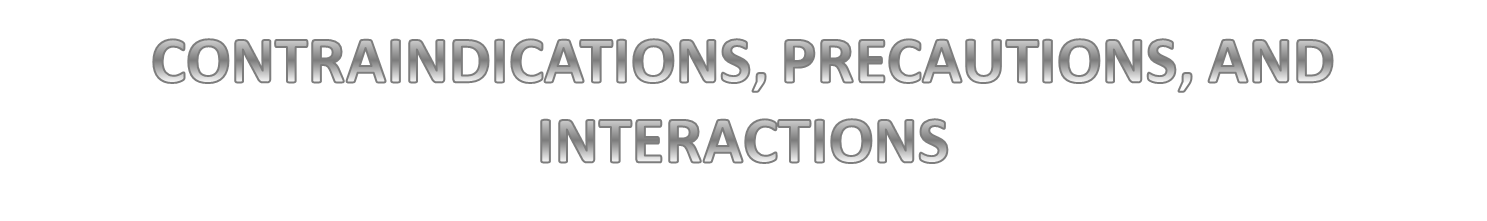 CONTRAINDICATIONS, PRECAUTIONS, AND
INTERACTIONS